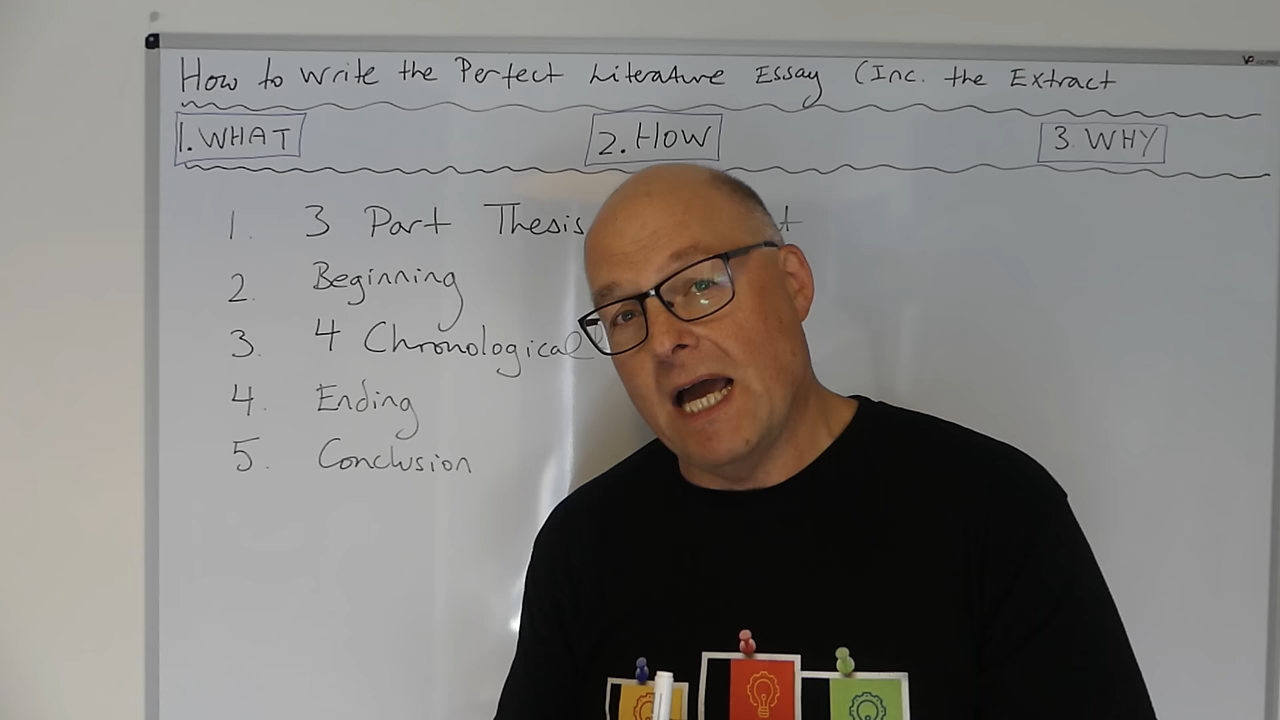 How to Write the Perfect Literature Essay (Inc. the Extract
1. WHAT 2. HOW 3. WHY
1. 3 Part Thesis
2. Beginning
3. 4 Chronological
4. Ending
5. Conclusion